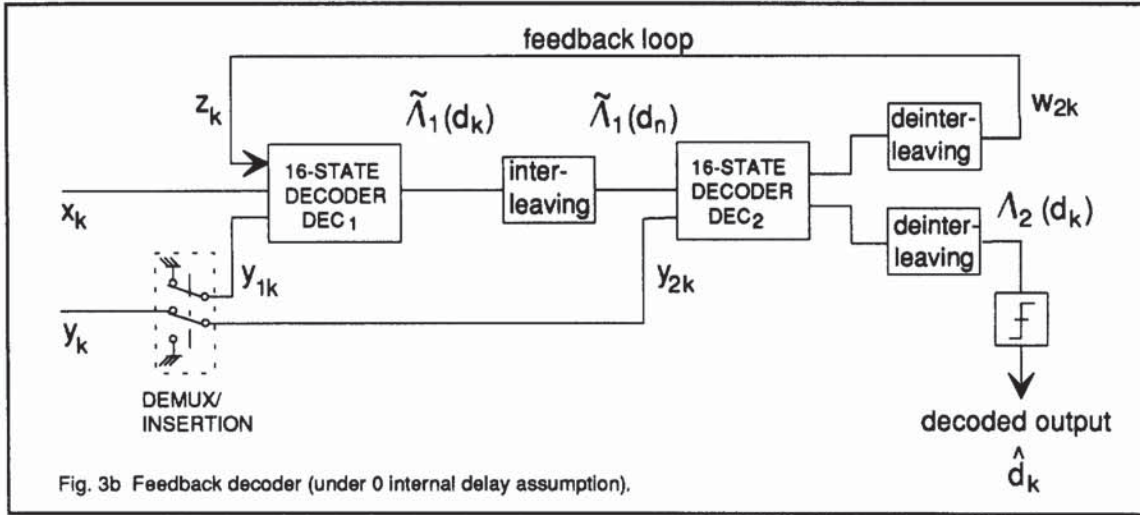 feedback loop
z_k
Λ̃_1(d_k)
Λ̃_1(d_n)
w_2k
deinter-
leaving
16-STATE
DECODER
DEC_1
inter-
leaving
16-STATE
DECODER
DEC_2
x_k
Λ_2(d_k)
deinter-
leaving
y_1k
y_2k
y_k
DEMUX/
INSERTION
decoded output
d̂_k
Fig. 3b Feedback decoder (under 0 internal delay assumption).